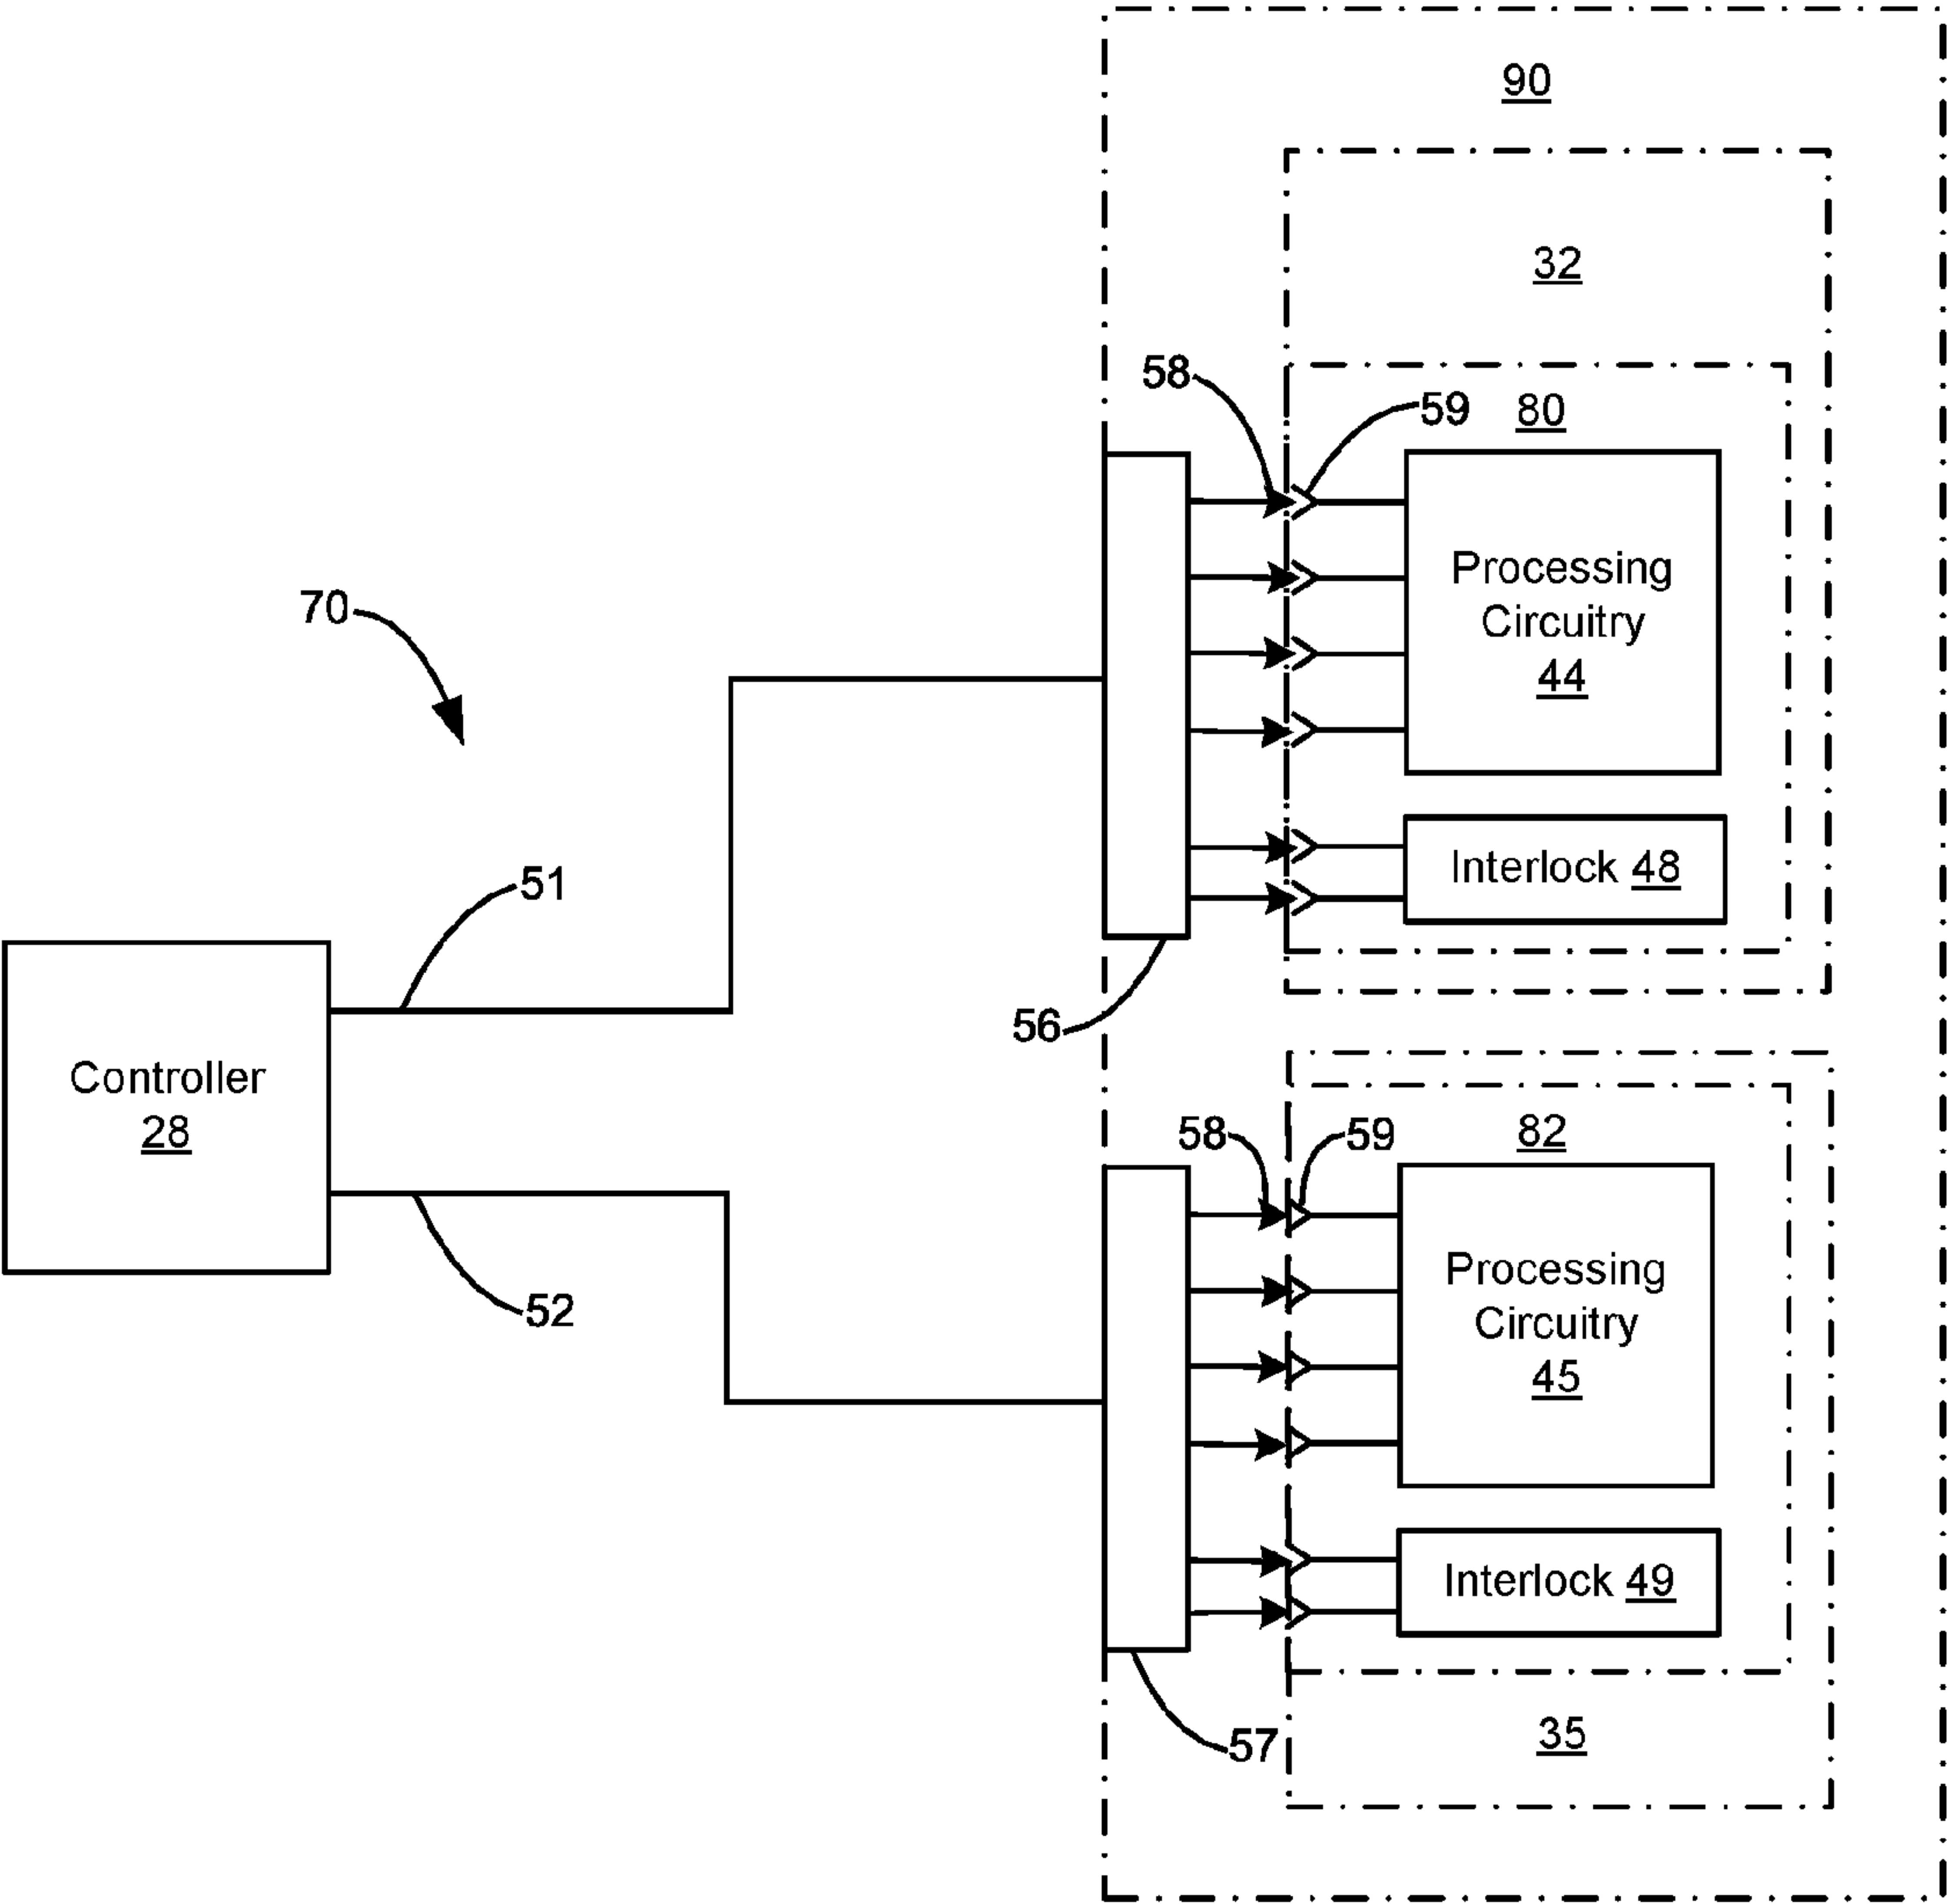 90
32
58
59
80
Processing
Circuitry
44
70
Interlock 48
51
56
Controller
28
58
59
82
52
Processing
Circuitry
45
Interlock 49
57
35